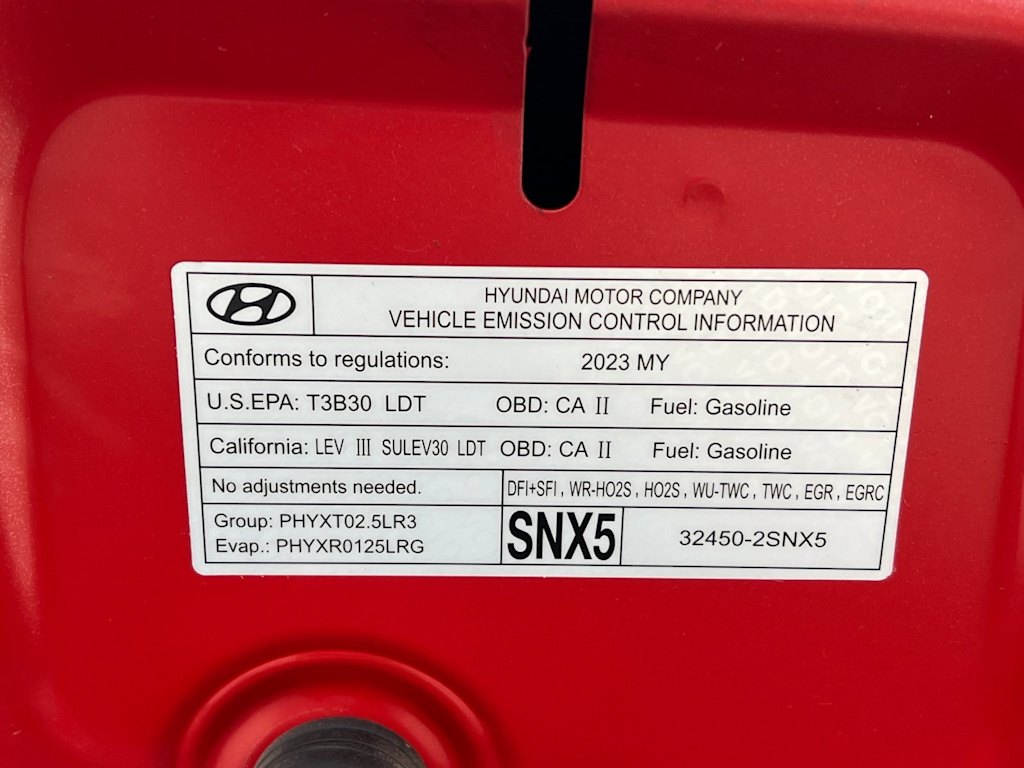 HYUNDAI MOTOR COMPANY
VEHICLE EMISSION CONTROL INFORMATION
Conforms to regulations: 2023 MY
U.S.EPA: T3B30 LDT OBD: CA II Fuel: Gasoline
California: LEV III SULEV30 LDT OBD: CA II Fuel: Gasoline
No adjustments needed. DFI+SFI, WR-HO2S, HO2S, WU-TWC, TWC, EGR, EGRC
Group: PHYXT02.5LR3
Evap.: PHYXR0125LRG
SNX5 32450-2SNX5